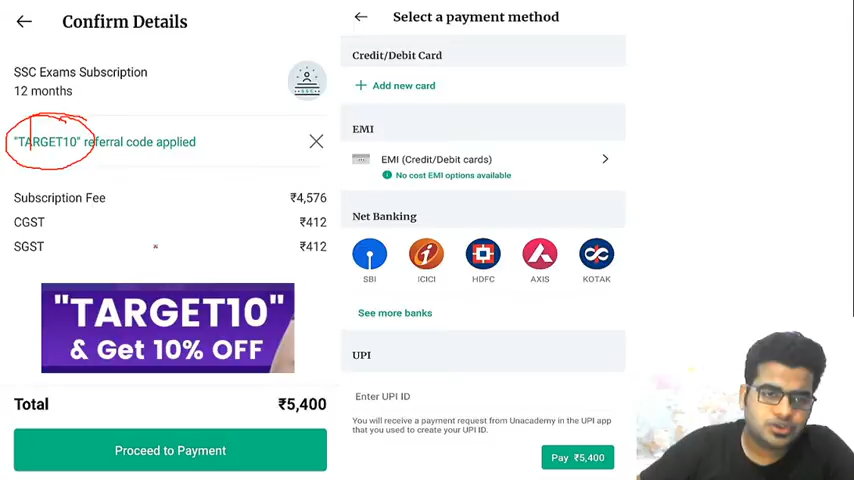 Confirm Details
SSC Exams Subscription
12 months
"TARGET10" referral code applied
Subscription Fee ₹4,576
CGST ₹412
SGST ₹412
"TARGET10"
& Get 10% OFF
Total ₹5,400
Proceed to Payment
Select a payment method
Credit/Debit Card
+ Add new card
EMI
EMI (Credit/Debit cards)
No cost EMI options available
Net Banking
SBI ICICI HDFC AXIS KOTAK
See more banks
UPI
Enter UPI ID
You will receive a payment request from Unacademy in the UPI app
that you used to create your UPI ID.
Pay ₹5,400